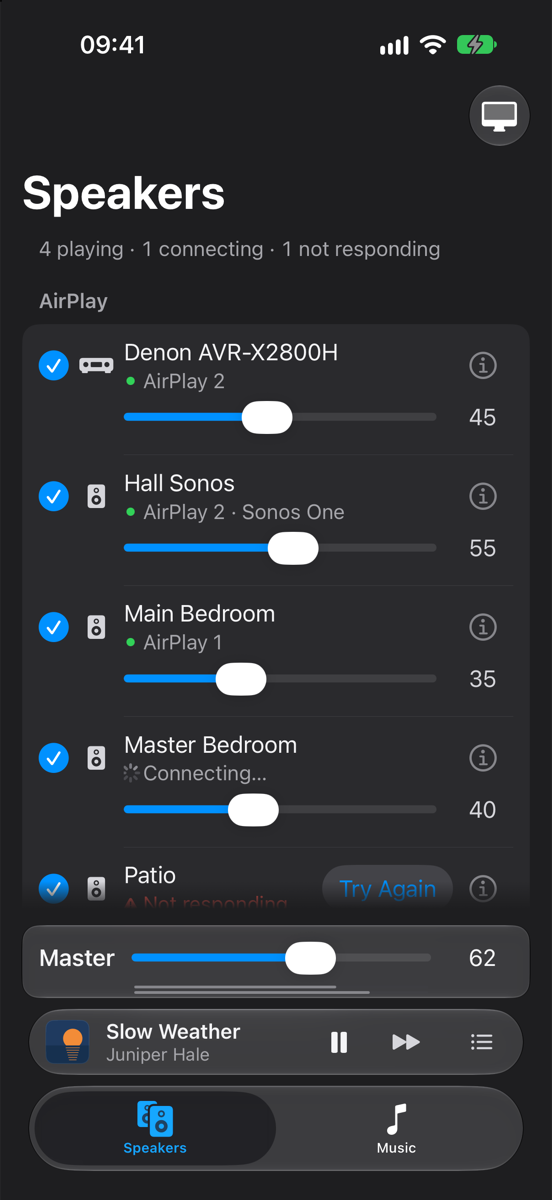 09:41
Speakers
4 playing · 1 connecting · 1 not responding
AirPlay
Denon AVR-X2800H
AirPlay 2
45
Hall Sonos
AirPlay 2 · Sonos One
55
Main Bedroom
AirPlay 1
35
Master Bedroom
Connecting...
40
Patio
Try Again
Not responding
Master
62
Slow Weather
Juniper Hale
Speakers
Music